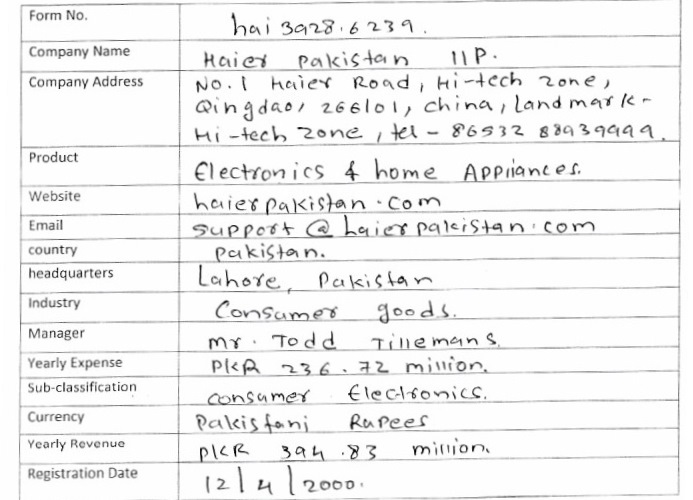 Form No. hai3928.6239.
Company Name Haier Pakistan llP.
Company Address No.1 Haier Road, Hi-tech zone,
Qingdao, 266101, china, landmark-
Hi-tech zone, tel - 86532 88939999.
Product Electronics & home Appliances.
Website haierpakistan.com
Email support@haierpakistan.com
country pakistan.
headquarters Lahore, Pakistan
Industry Consumer goods.
Manager Mr. Todd Tillemans.
Yearly Expense PKR 236.72 million.
Sub-classification consumer Electronics.
Currency Pakistani Rupees
Yearly Revenue PKR 394.83 million.
Registration Date 12/4/2000.